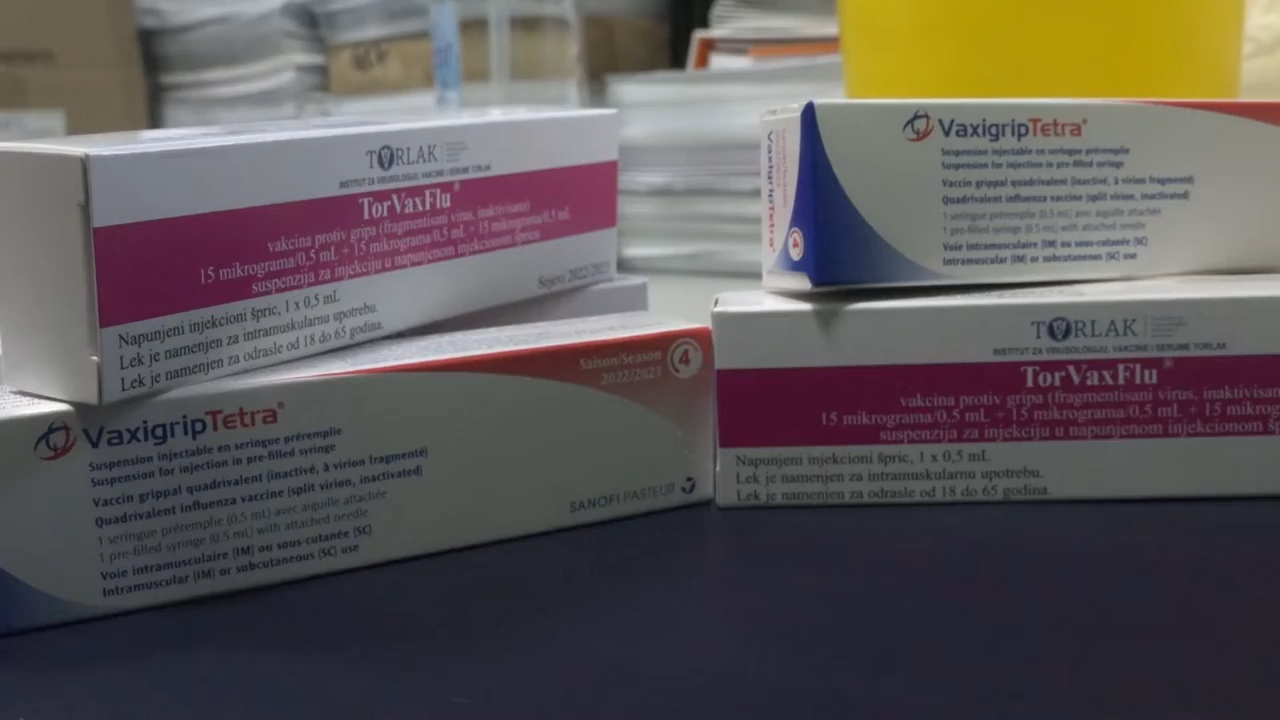 TORLAK
INSTITUT ZA VIRUSOLOGIJU, VAKCINE I SERUME TORLAK
TorVaxFlu®
vakcina protiv gripa (fragmentisani virus, inaktivisana)
15 mikrograma/0,5 mL + 15 mikrograma/0,5 mL + 15 mikrograma/0,5 mL
suspenzija za injekciju u napunjenom injekcionom špricu
Sojevi 2022/2023
Napunjeni injekcioni špric, 1 x 0,5 mL
Lek je namenjen za intramuskularnu upotrebu.
Lek je namenjen za odrasle od 18 do 65 godina.
Saison/Season
2022/2023
4
VaxigripTetra®
Suspension injectable en seringue préremplie
Suspension for injection in pre-filled syringe
Vaccin grippal quadrivalent (inactivé, à virion fragmenté)
Quadrivalent influenza vaccine (split virion, inactivated)
1 seringue préremplie (0,5 mL) avec aiguille attachée
1 pre-filled syringe (0.5 mL) with attached needle
Voie intramusculaire (IM) ou sous-cutanée (SC)
Intramuscular (IM) or subcutaneous (SC) use
SANOFI PASTEUR
VaxigripTetra®
4
VaxigripTetra®
Suspension injectable en seringue préremplie
Suspension for injection in pre-filled syringe
Vaccin grippal quadrivalent (inactivé, à virion fragmenté)
Quadrivalent influenza vaccine (split virion, inactivated)
1 seringue préremplie (0,5 mL) avec aiguille attachée
1 pre-filled syringe (0.5 mL) with attached needle
Voie intramusculaire (IM) ou sous-cutanée (SC)
Intramuscular (IM) or subcutaneous (SC) use
TORLAK
INSTITUT ZA VIRUSOLOGIJU, VAKCINE I SERUME TORLAK
TorVaxFlu®
vakcina protiv gripa (fragmentisani virus, inaktivisan
15 mikrograma/0,5 mL + 15 mikrograma/0,5 mL + 15 mikrog
suspenzija za injekciju u napunjenom injekcionom šp
Napunjeni injekcioni špric, 1 x 0,5 mL
Lek je namenjen za intramuskularnu upotrebu.
Lek je namenjen za odrasle od 18 do 65 godina.